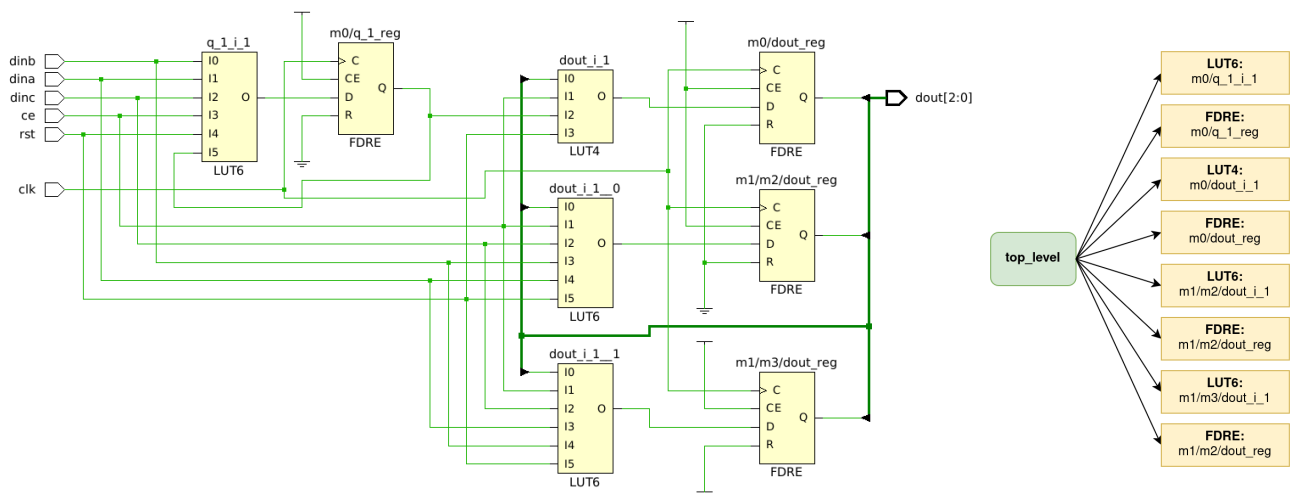 dinb
dina
dinc
ce
rst
clk
q_1_i_1
I0
I1
I2
I3
I4
I5
O
LUT6
m0/q_1_reg
C
CE
D
R
Q
FDRE
dout_i_1
I0
I1
I2
I3
O
LUT4
dout_i_1__0
I0
I1
I2
I3
I4
I5
O
LUT6
dout_i_1__1
I0
I1
I2
I3
I4
I5
O
LUT6
m0/dout_reg
C
CE
D
R
Q
FDRE
m1/m2/dout_reg
C
CE
D
R
Q
FDRE
m1/m3/dout_reg
C
CE
D
R
Q
FDRE
dout[2:0]
top_level
LUT6:
m0/q_1_i_1
FDRE:
m0/q_1_reg
LUT4:
m0/dout_i_1
FDRE:
m0/dout_reg
LUT6:
m1/m2/dout_i_1
FDRE:
m1/m2/dout_reg
LUT6:
m1/m3/dout_i_1
FDRE:
m1/m2/dout_reg